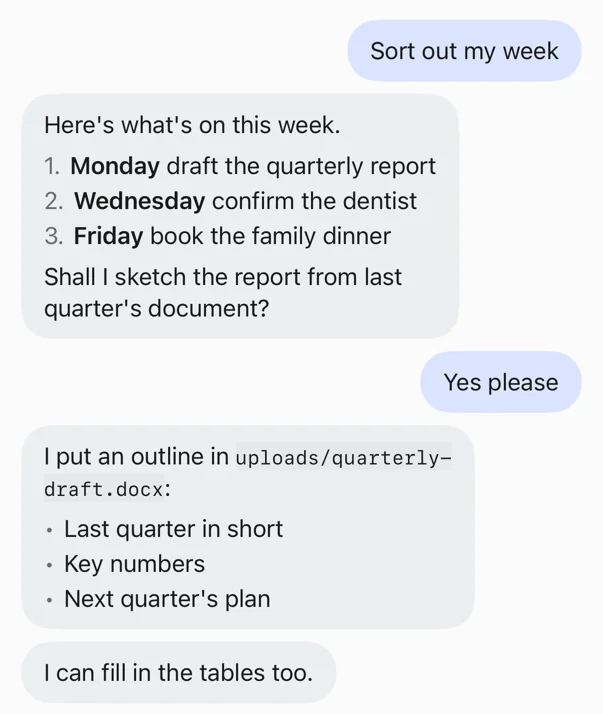 Sort out my week
Here's what's on this week.
1. Monday draft the quarterly report
2. Wednesday confirm the dentist
3. Friday book the family dinner
Shall I sketch the report from last
quarter's document?
Yes please
I put an outline in uploads/quarterly-
draft.docx:
• Last quarter in short
• Key numbers
• Next quarter's plan
I can fill in the tables too.